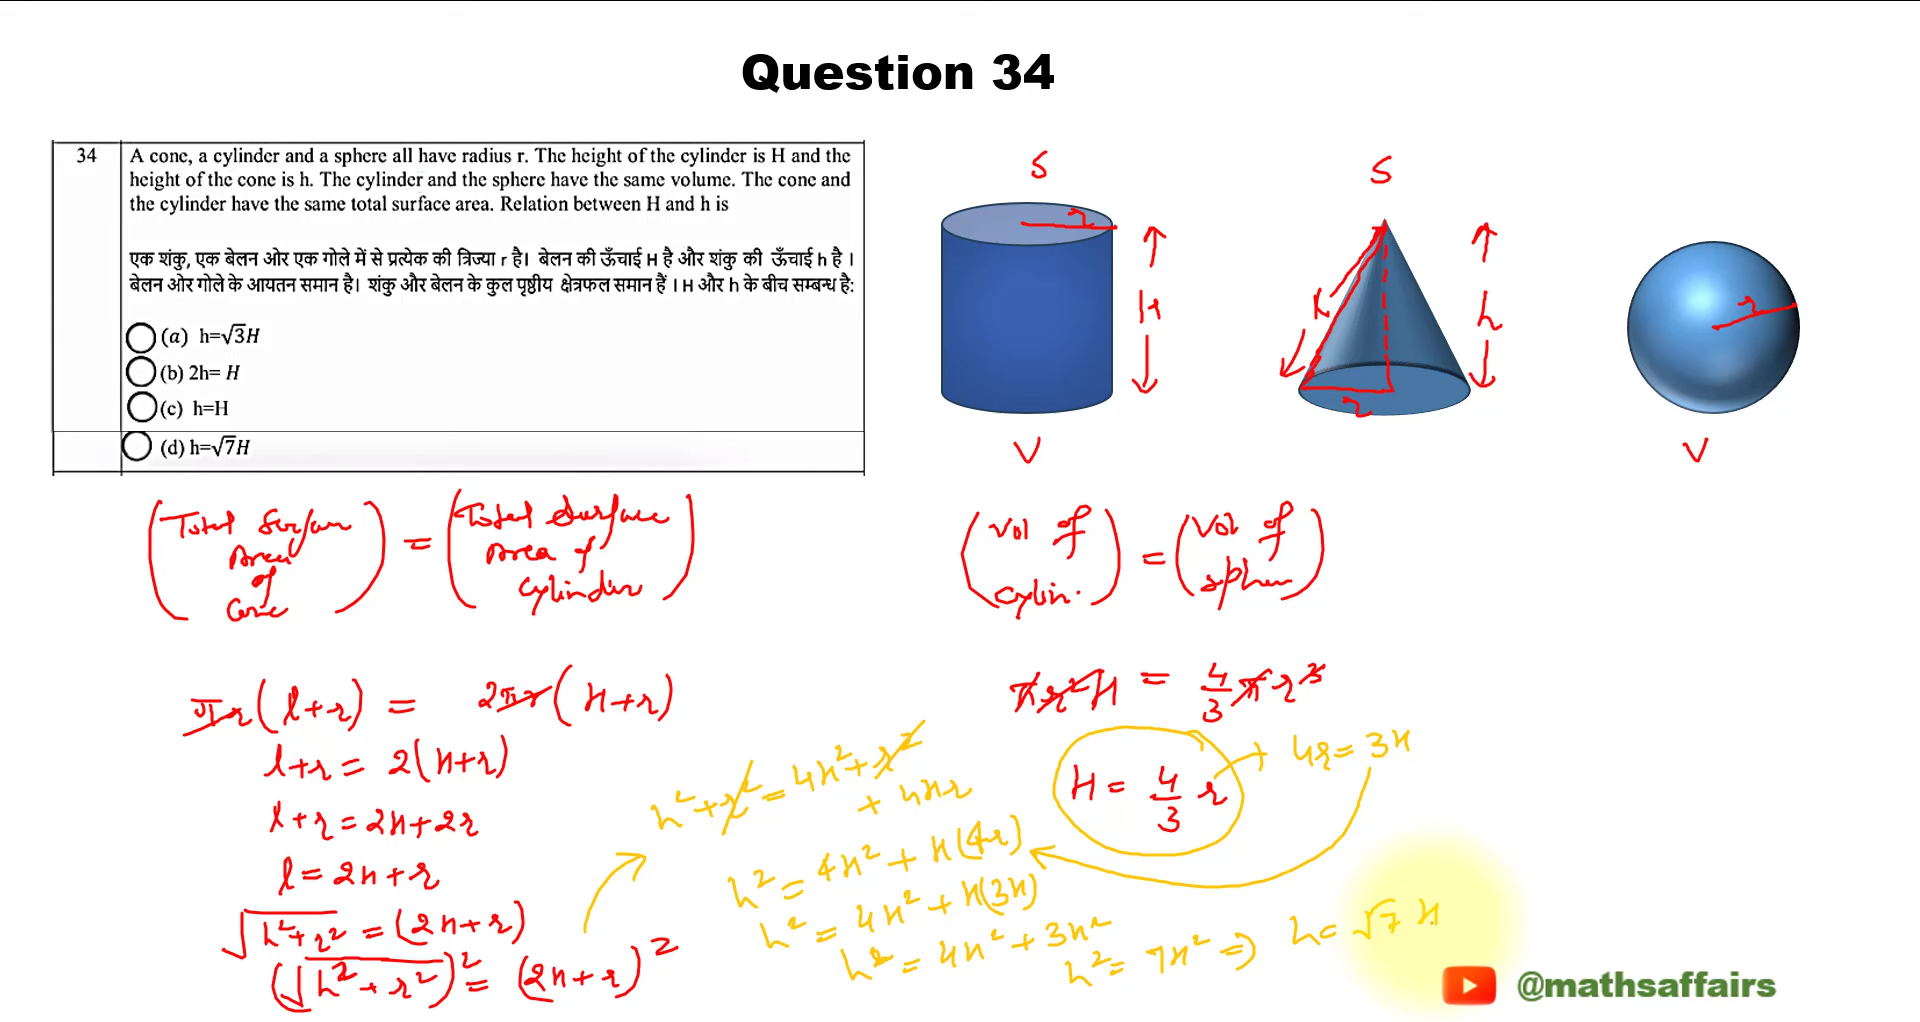 Question 34
34
A cone, a cylinder and a sphere all have radius r. The height of the cylinder is H and the
height of the cone is h. The cylinder and the sphere have the same volume. The cone and
the cylinder have the same total surface area. Relation between H and h is
एक शंकु, एक बेलन ओर एक गोले में से प्रत्येक की त्रिज्या r है। बेलन की ऊँचाई H है और शंकु की ऊँचाई h है ।
बेलन ओर गोले के आयतन समान है। शंकु और बेलन के कुल पृष्ठीय क्षेत्रफल समान हैं । H और h के बीच सम्बन्ध है:
(a) h=√3H
(b) 2h= H
(c) h=H
(d) h=√7H
S
r
H
V
S
l
h
r
r
V
(Total Surface Area of Cone) = (Total Surface Area of Cylinder)
(Vol of Cylin.) = (Vol of Sphere)
πr(l+r) = 2πr(H+r)
l+r = 2(H+r)
l+r = 2H+2r
l = 2H+r
√h²+r² = (2H+r)
(√h²+r²)² = (2H+r)²
h²+r² = 4H²+r²
+ 4Hr
h² = 4H² + H(4r)
h² = 4H² + H(3H)
h² = 4H² + 3H²
h² = 7H² ⇒ h = √7 H
πr²H = 4/3 πr³
H = 4/3 r → 4r = 3H
@mathsaffairs